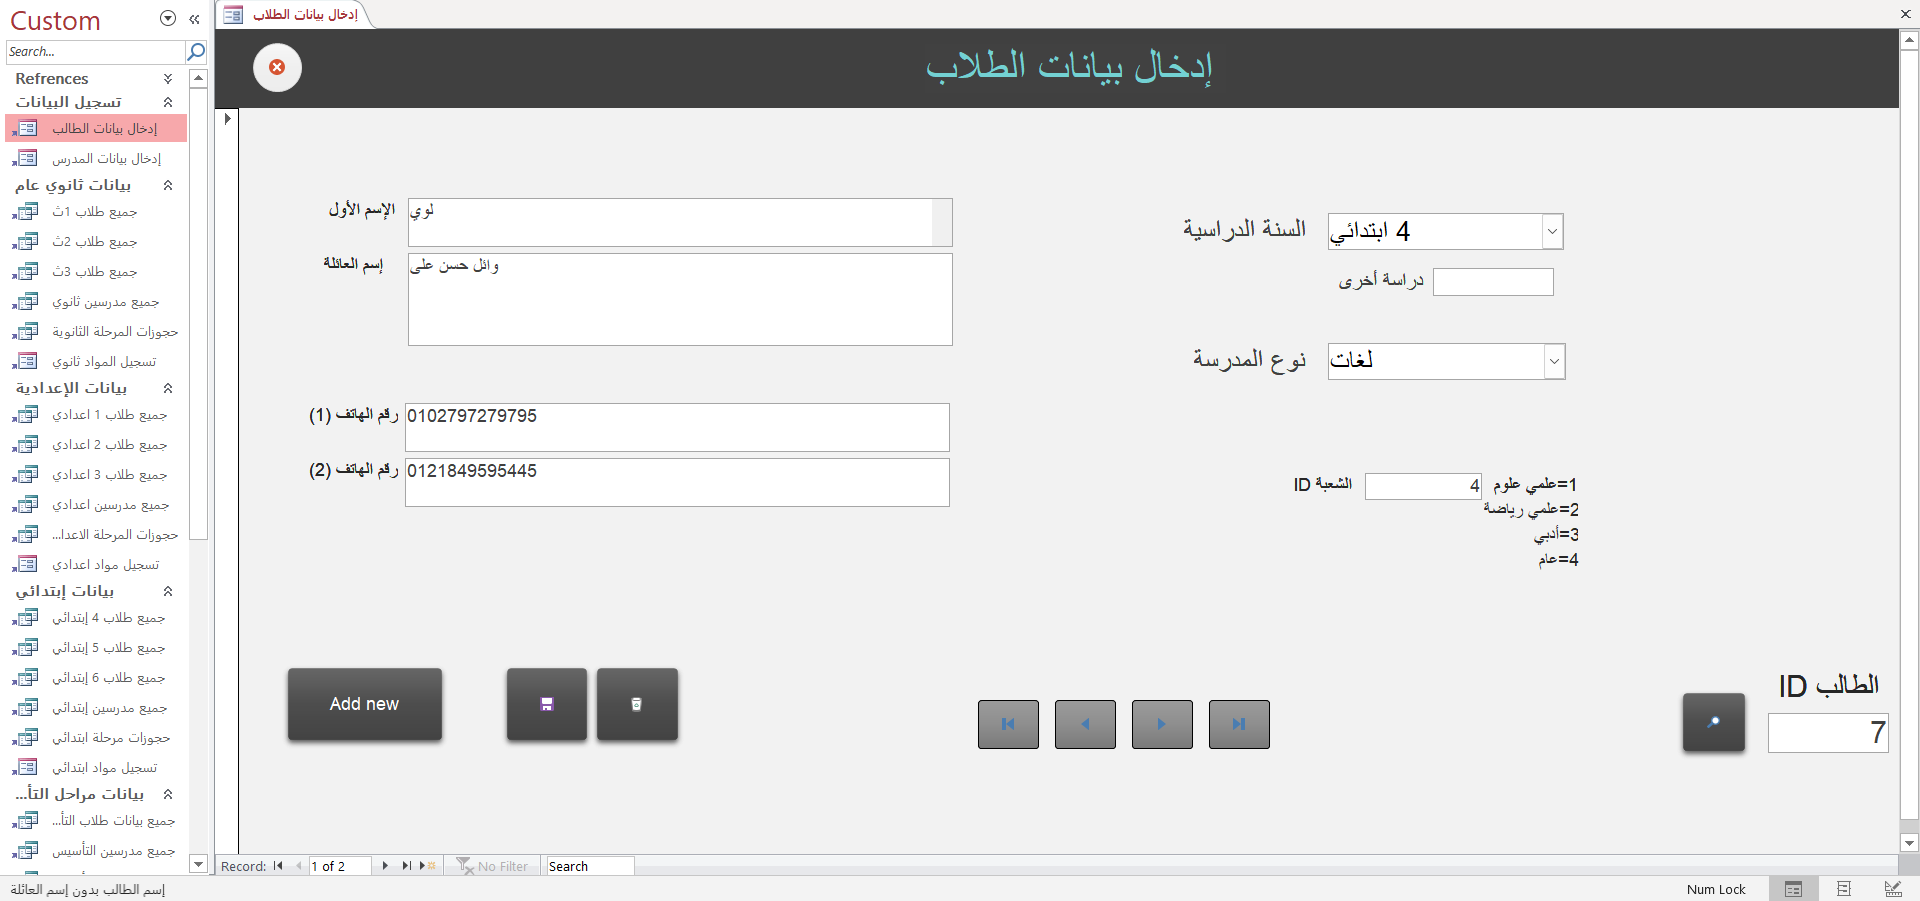 Custom
Search...
Refrences
تسجيل البيانات
إدخال بيانات الطالب
إدخال بيانات المدرس
بيانات ثانوي عام
جميع طلاب 1ث
جميع طلاب 2ث
جميع طلاب 3ث
جميع مدرسين ثانوي
حجوزات المرحلة الثانوية
تسجيل المواد ثانوي
بيانات الإعدادية
جميع طلاب 1 اعدادي
جميع طلاب 2 اعدادي
جميع طلاب 3 اعدادي
جميع مدرسين اعدادي
حجوزات المرحلة الاعدا...
تسجيل مواد اعدادي
بيانات إبتدائي
جميع طلاب 4 إبتدائي
جميع طلاب 5 إبتدائي
جميع طلاب 6 إبتدائي
جميع مدرسين إبتدائي
حجوزات مرحلة ابتدائي
تسجيل مواد ابتدائي
بيانات مراحل التأ...
جميع بيانات طلاب التأ...
جميع مدرسين التأسيس
إدخال بيانات الطلاب
إدخال بيانات الطلاب
الإسم الأول
لوي
إسم العائلة
وائل حسن على
رقم الهاتف (1)
0102797279795
رقم الهاتف (2)
0121849595445
السنة الدراسية
4 ابتدائي
دراسة أخرى
نوع المدرسة
لغات
الشعبة ID
4
1=علمي علوم
2=علمي رياضة
3=أدبي
4=عام
Add new
الطالب ID
7
Record: 1 of 2 No Filter Search
إسم الطالب بدون إسم العائلة
Num Lock